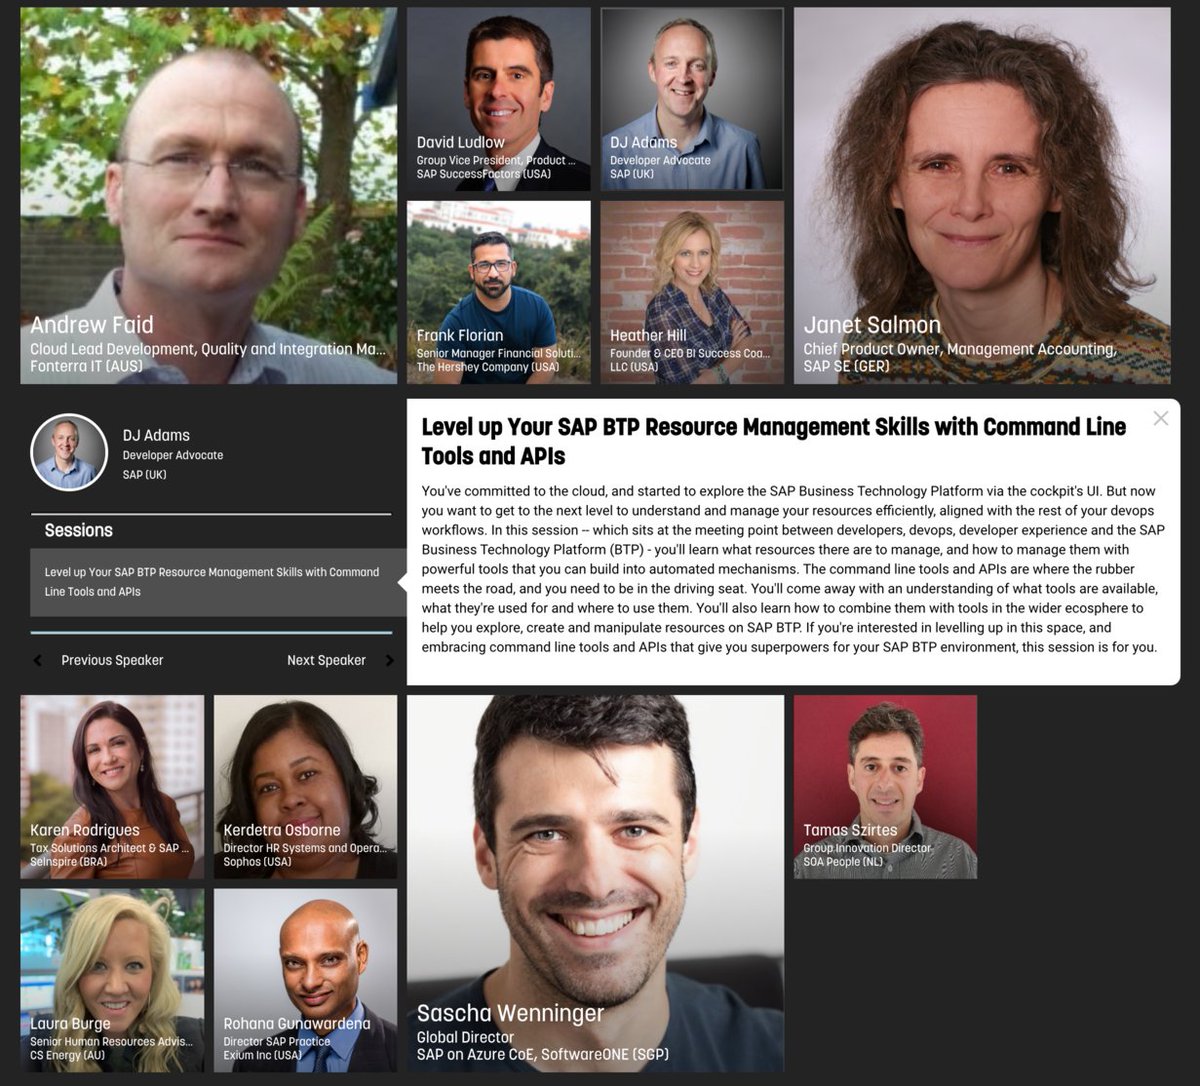 Andrew Faid
Cloud Lead Development, Quality and Integration Ma...
Fonterra IT (AUS)
David Ludlow
Group Vice President, Product ...
SAP SuccessFactors (USA)
DJ Adams
Developer Advocate
SAP (UK)
Frank Florian
Senior Manager Financial Soluti...
The Hershey Company (USA)
Heather Hill
Founder & CEO BI Success Coa...
LLC (USA)
Janet Salmon
Chief Product Owner, Management Accounting,
SAP SE (GER)
DJ Adams
Developer Advocate
SAP (UK)
Sessions
Level up Your SAP BTP Resource Management Skills with Command
Line Tools and APIs
Previous Speaker
Next Speaker
Level up Your SAP BTP Resource Management Skills with Command Line
Tools and APIs
You've committed to the cloud, and started to explore the SAP Business Technology Platform via the cockpit's UI. But now
you want to get to the next level to understand and manage your resources efficiently, aligned with the rest of your devops
workflows. In this session -- which sits at the meeting point between developers, devops, developer experience and the SAP
Business Technology Platform (BTP) - you'll learn what resources there are to manage, and how to manage them with
powerful tools that you can build into automated mechanisms. The command line tools and APIs are where the rubber
meets the road, and you need to be in the driving seat. You'll come away with an understanding of what tools are available,
what they're used for and where to use them. You'll also learn how to combine them with tools in the wider ecosphere to
help you explore, create and manipulate resources on SAP BTP. If you're interested in levelling up in this space, and
embracing command line tools and APIs that give you superpowers for your SAP BTP environment, this session is for you.
Karen Rodrigues
Tax Solutions Architect & SAP ...
SeInspire (BRA)
Kerdetra Osborne
Director HR Systems and Opera...
Sophos (USA)
Laura Burge
Senior Human Resources Advis...
CS Energy (AU)
Rohana Gunawardena
Director SAP Practice
Exium Inc (USA)
Sascha Wenninger
Global Director
SAP on Azure CoE, SoftwareONE (SGP)
Tamas Szirtes
Group Innovation Director
SOA People (NL)